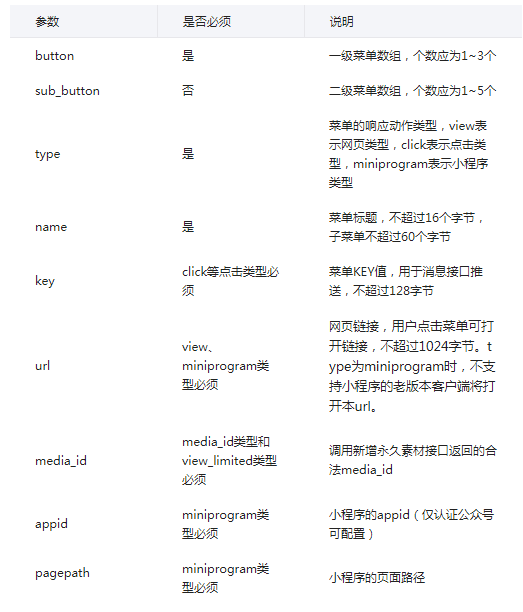 参数 是否必须 说明
button 是 一级菜单数组，个数应为1~3个
sub_button 否 二级菜单数组，个数应为1~5个
type 是 菜单的响应动作类型，view表
示网页类型，click表示点击类
型，miniprogram表示小程序
类型
name 是 菜单标题，不超过16个字节，
子菜单不超过60个字节
key click等点击类型必
须 菜单KEY值，用于消息接口推
送，不超过128字节
url view、
miniprogram类
型必须 网页链接，用户点击菜单可打
开链接，不超过1024字节。t
ype为miniprogram时，不支
持小程序的老版本客户端将打
开本url。
media_id media_id类型和
view_limited类型
必须 调用新增永久素材接口返回的合
法media_id
appid miniprogram类
型必须 小程序的appid（仅认证公众号
可配置）
pagepath miniprogram类
型必须 小程序的页面路径